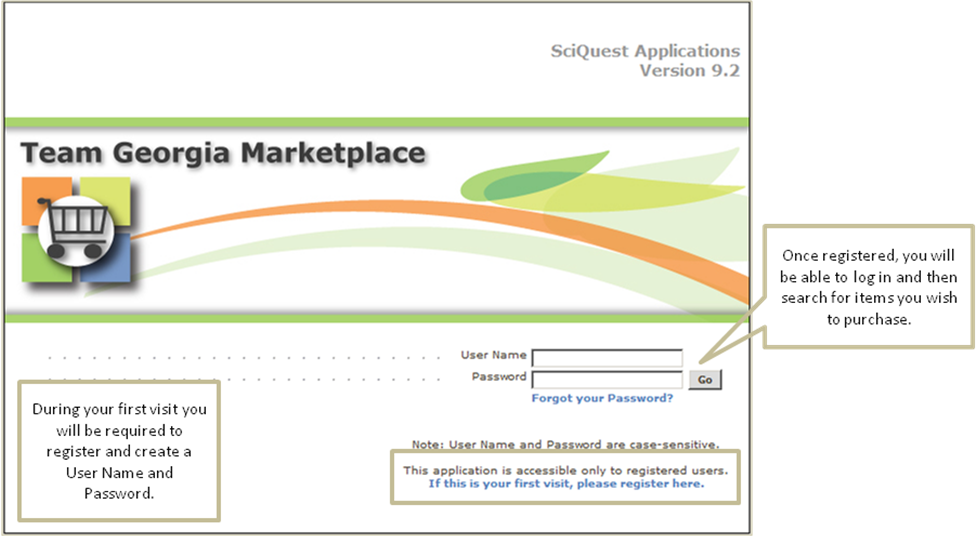 SciQuest Applications
Version 9.2
Team Georgia Marketplace
Once registered, you will
be able to log in and then
search for items you wish
to purchase.
User Name
Password
Go
Forgot your Password?
During your first visit you
will be required to
register and create a
User Name and
Password.
Note: User Name and Password are case-sensitive.
This application is accessible only to registered users.
If this is your first visit, please register here.